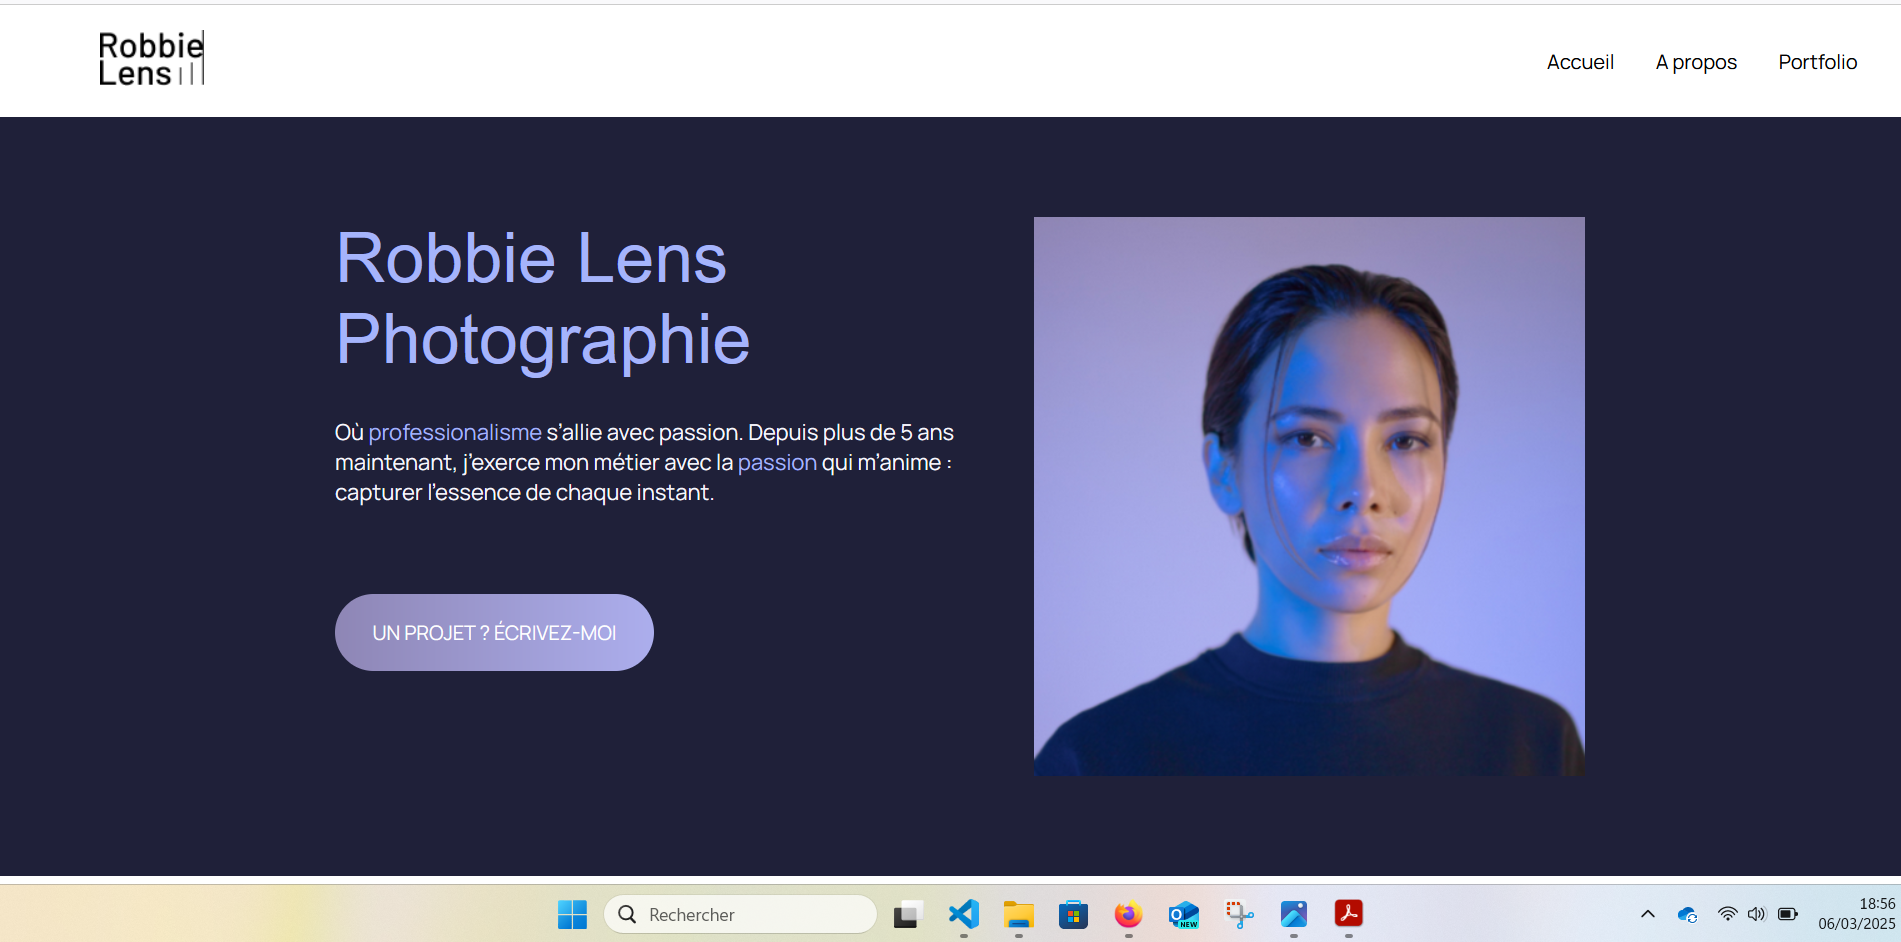 Robbie
Lens
Accueil
A propos
Portfolio
Robbie Lens
Photographie
Où professionalisme s’allie avec passion. Depuis plus de 5 ans
maintenant, j’exerce mon métier avec la passion qui m’anime :
capturer l’essence de chaque instant.
UN PROJET ? ÉCRIVEZ-MOI
Rechercher
NEW
18:56
06/03/2025